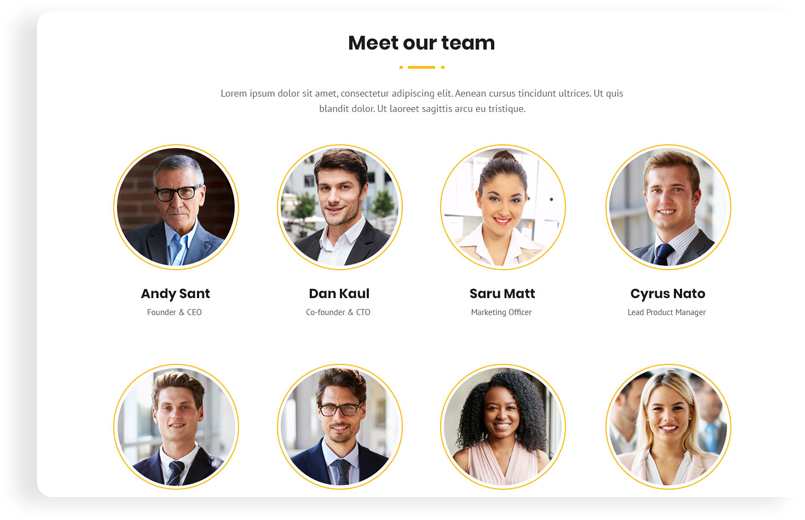 Meet our team
Lorem ipsum dolor sit amet, consectetur adipiscing elit. Aenean cursus tincidunt ultrices. Ut quis
blandit dolor. Ut laoreet sagittis arcu eu tristique.
Andy Sant
Dan Kaul
Saru Matt
Cyrus Nato
Founder & CEO
Co-founder & CTO
Marketing Officer
Lead Product Manager